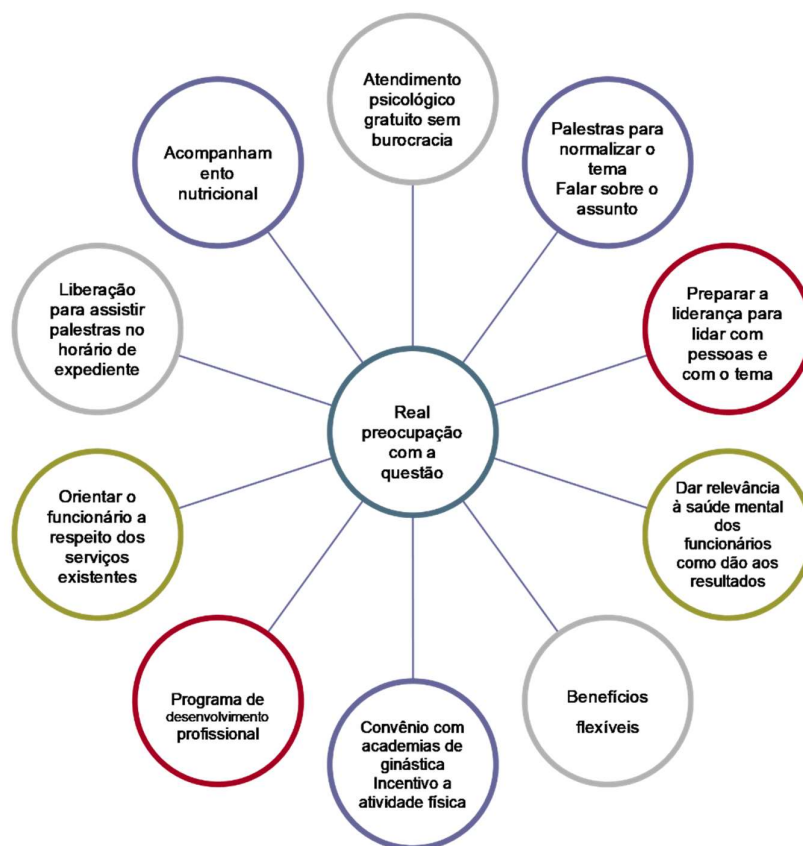 Atendimento
psicológico
gratuito sem
burocracia
Palestras para
normalizar o
tema
Falar sobre o
assunto
Preparar a
liderança para
lidar com
pessoas e
com o tema
Dar relevância
à saúde mental
dos
funcionários
como dão aos
resultados
Benefícios
flexíveis
Convênio com
academias de
ginástica
Incentivo a
atividade física
Programa de
desenvolvimento
profissional
Orientar o
funcionário a
respeito dos
serviços
existentes
Liberação
para assistir
palestras no
horário de
expediente
Acompanham
ento
nutricional
Real
preocupação
com a
questão